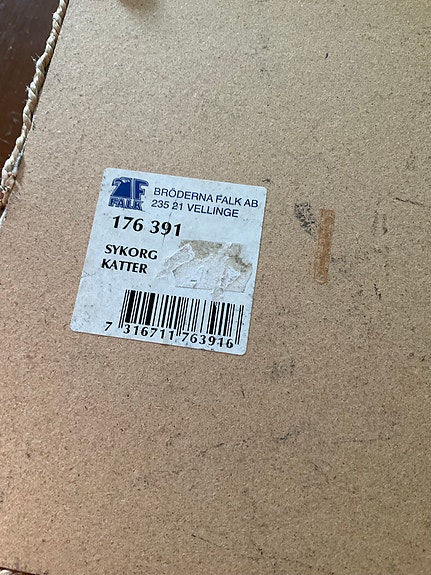 FALK
BRÖDERNA FALK AB
235 21 VELLINGE
176 391
SYKORG
KATTER
7 316711 763916